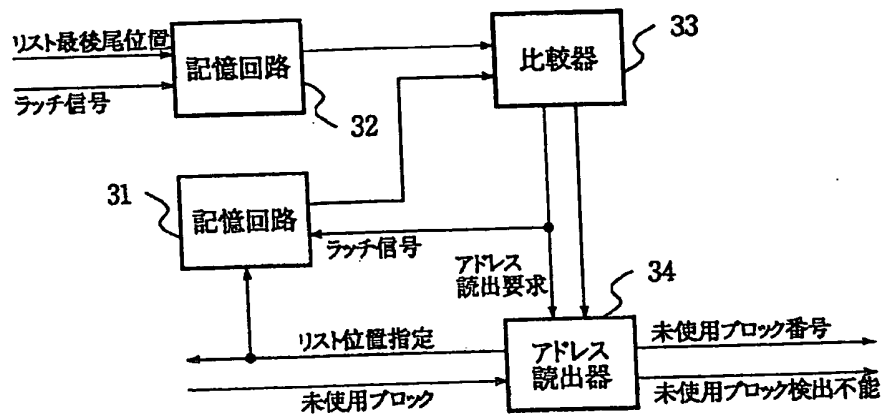 リスト最後尾位置
ラッチ信号
記憶回路
32
比較器
33
31
記憶回路
ラッチ信号
アドレス
読出要求
34
リスト位置指定
未使用ブロック
アドレス
読出器
未使用ブロック番号
未使用ブロック検出不能